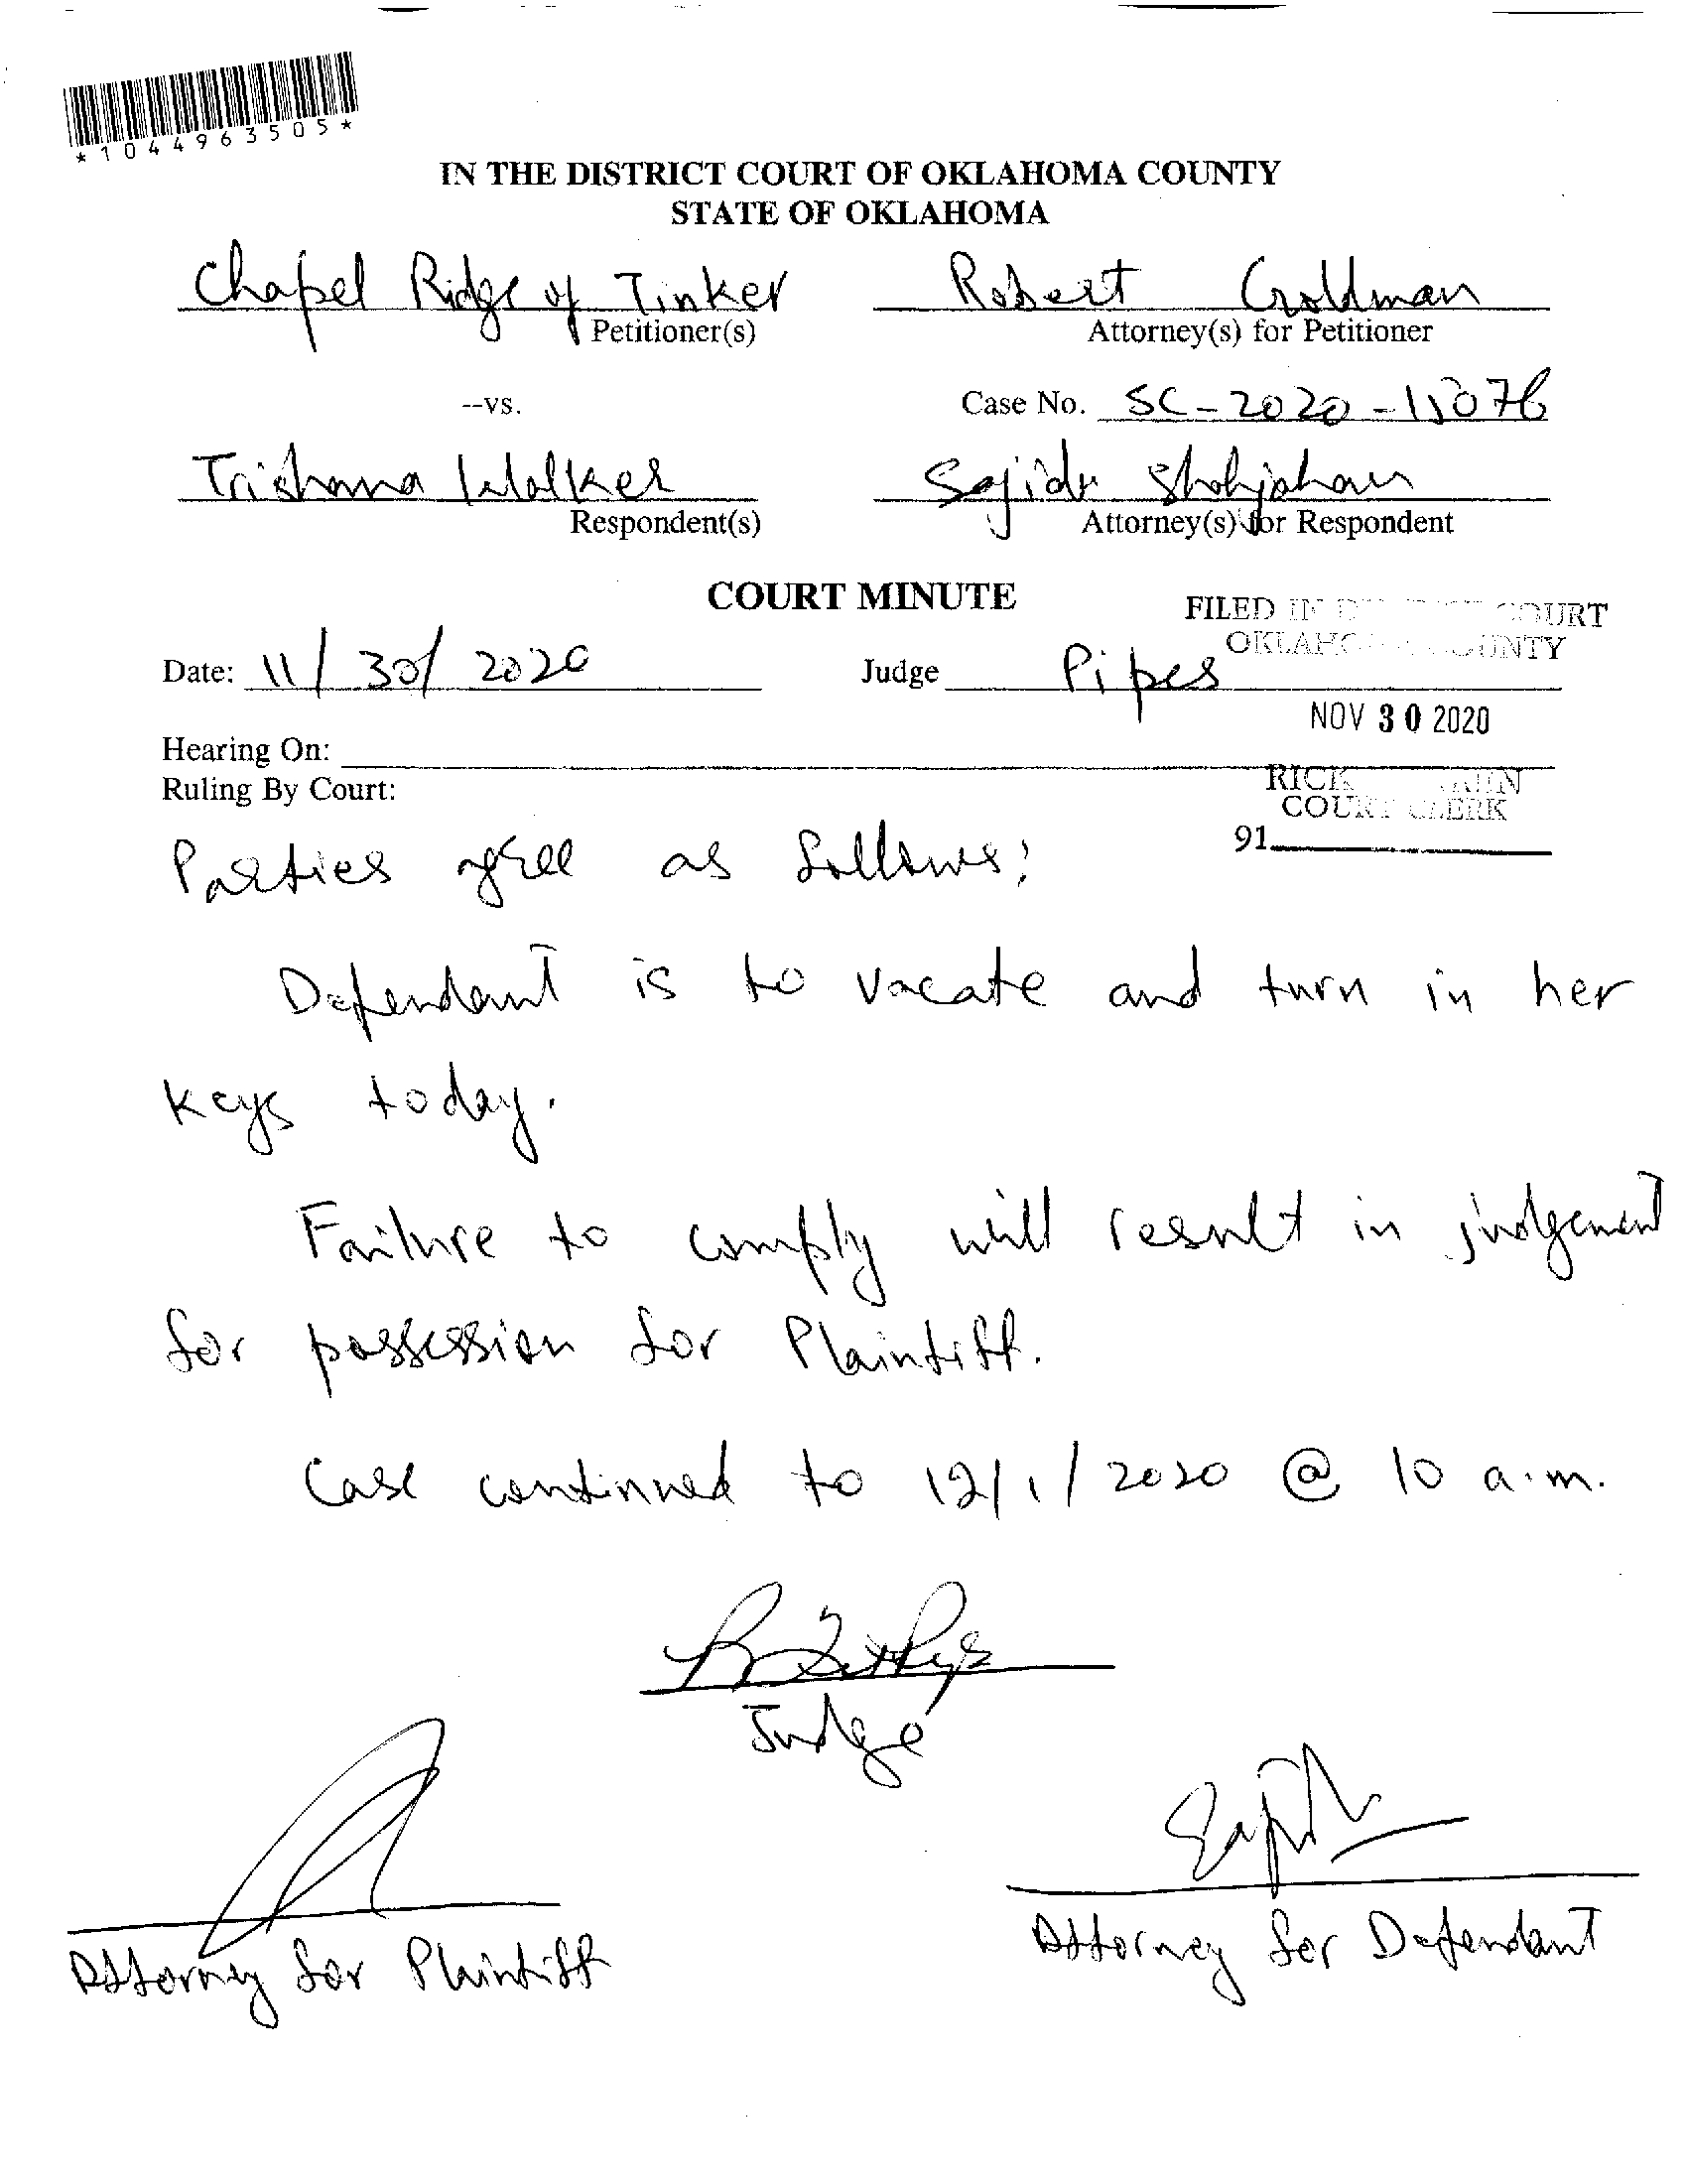 *1044963505*
IN THE DISTRICT COURT OF OKLAHOMA COUNTY
STATE OF OKLAHOMA
Chapel Ridge of Tinker Robert Goldman
Petitioner(s) Attorney(s) for Petitioner
--vs. Case No. SC-2020-15076
Trishana Walker Sajida Shahjahan
Respondent(s) Attorney(s) for Respondent
COURT MINUTE
FILED IN COURT
OKLAHO UNTY
Date: 11/30/2020 Judge Pipes
NOV 30 2020
Hearing On:
Ruling By Court:
RICK
COURT CLERK
91
Parties agree as follows:
Defendant is to vacate and turn in her
keys today.
Failure to comply will result in judgement
for possession for Plaintiff.
Case continued to 12/1/2020 @ 10 a.m.
Judge
Attorney for Plaintiff
Attorney for Defendant